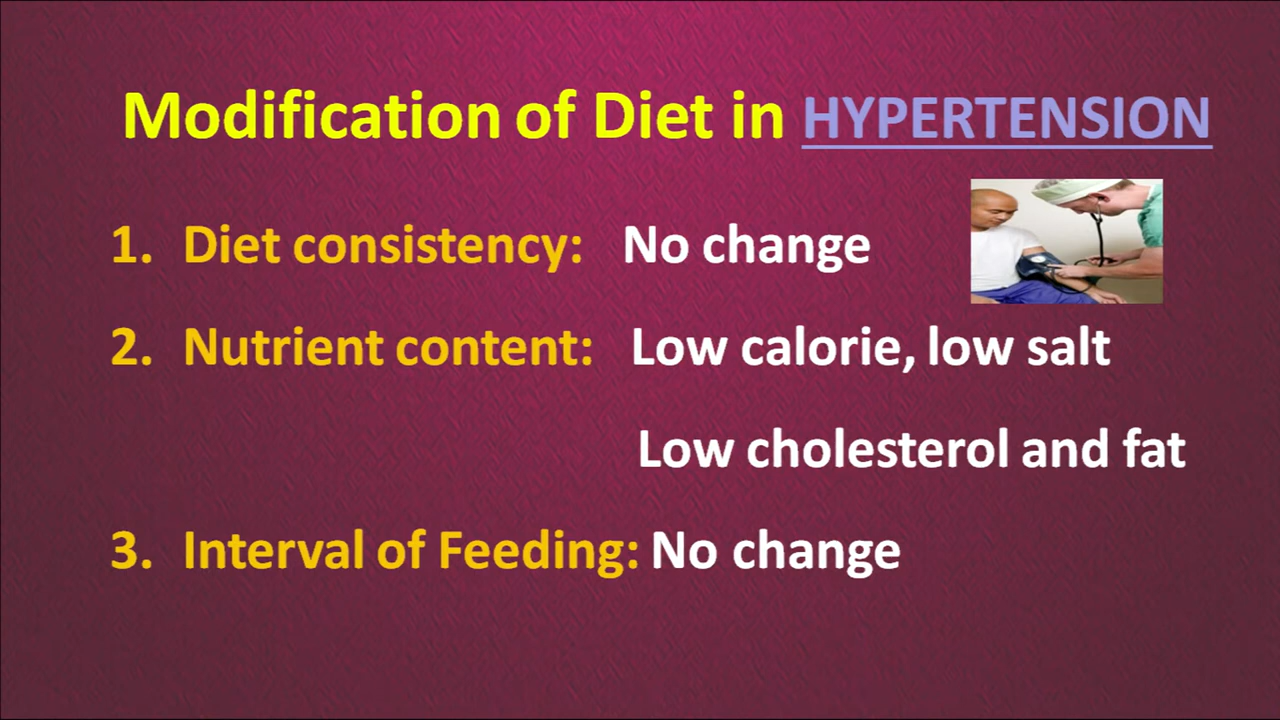 Modification of Diet in HYPERTENSION
1. Diet consistency: No change
2. Nutrient content: Low calorie, low salt
Low cholesterol and fat
3. Interval of Feeding: No change